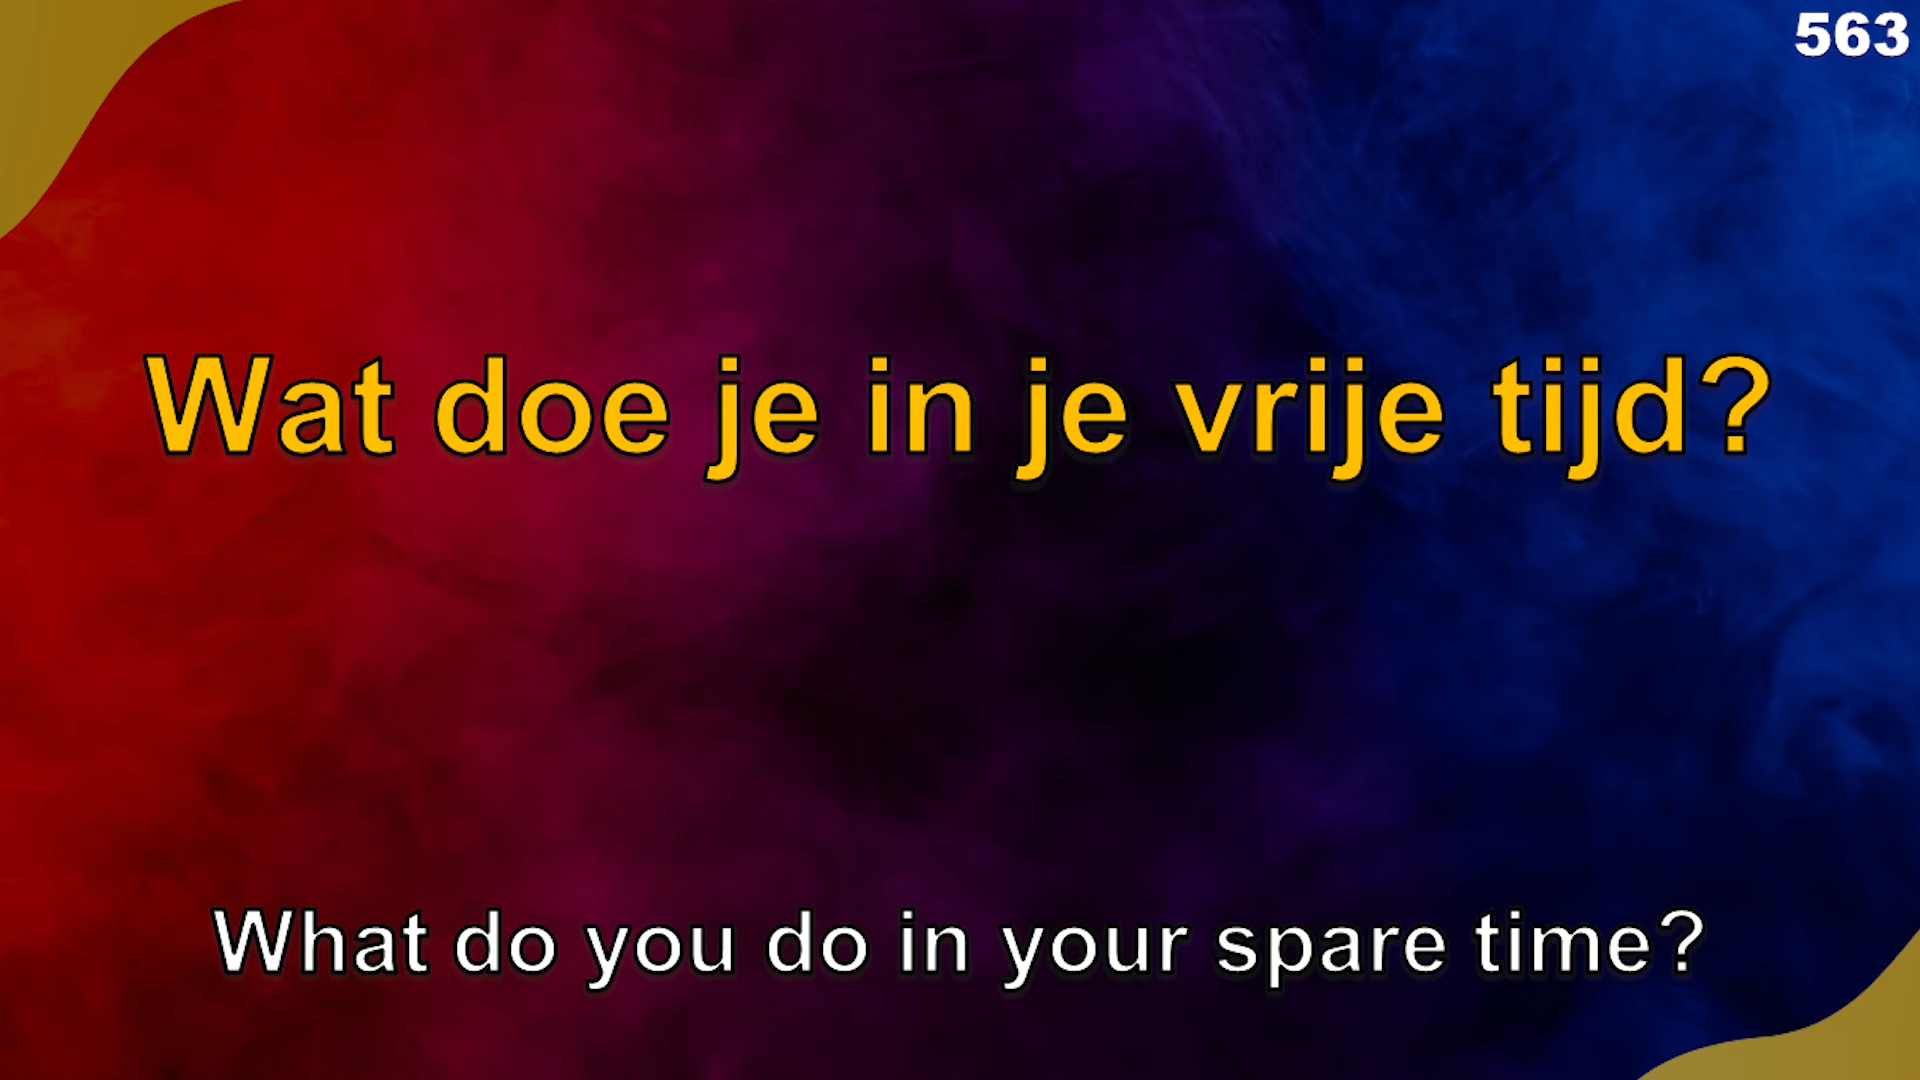 563
Wat doe je in je vrije tijd?
What do you do in your spare time?